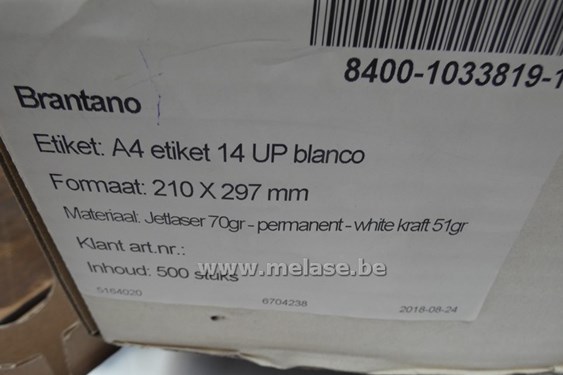 8400-1033819-1
Brantano
Etiket: A4 etiket 14 UP blanco
Formaat: 210 X 297 mm
Materiaal: Jetlaser 70gr - permanent - white kraft 51gr
Klant art.nr.:
Inhoud: 500 stuks
www.melase.be
5164020 6704238 2018-08-24